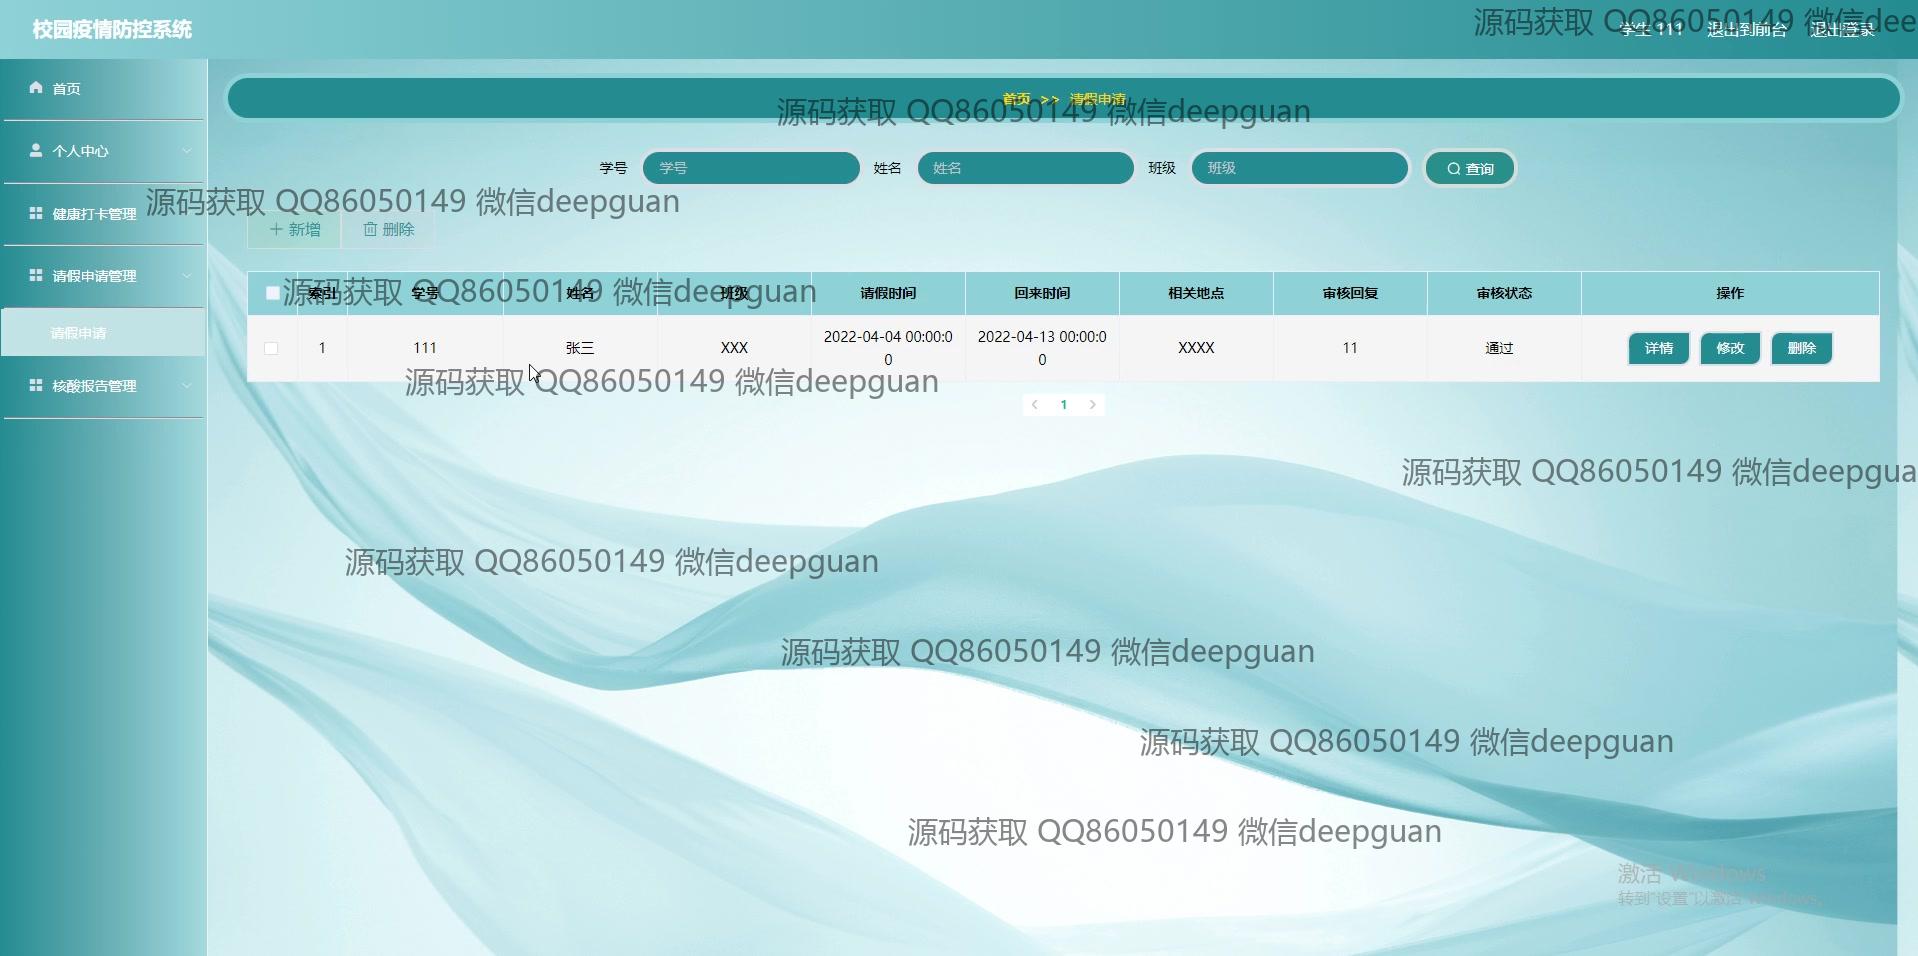 校园疫情防控系统
学生 111 退出到前台 退出登录
源码获取 QQ86050149 微信dee
首页
个人中心
健康打卡管理
请假申请管理
请假申请
核酸报告管理
首页 >> 请假申请
源码获取 QQ86050149 微信deepguan
学号 学号 姓名 姓名 班级 班级 查询
源码获取 QQ86050149 微信deepguan
新增 删除
源码获取 QQ86050149 微信deepguan
索引 学号 姓名 班级 请假时间 回来时间 相关地点 审核回复 审核状态 操作
1 111 张三 XXX 2022-04-04 00:00:0 2022-04-13 00:00:0 XXXX 11 通过 详情 修改 删除
0 0
源码获取 QQ86050149 微信deepguan
1
源码获取 QQ86050149 微信deepgua
源码获取 QQ86050149 微信deepguan
源码获取 QQ86050149 微信deepguan
源码获取 QQ86050149 微信deepguan
源码获取 QQ86050149 微信deepguan
激活 Windows
转到"设置"以激活 Windows。